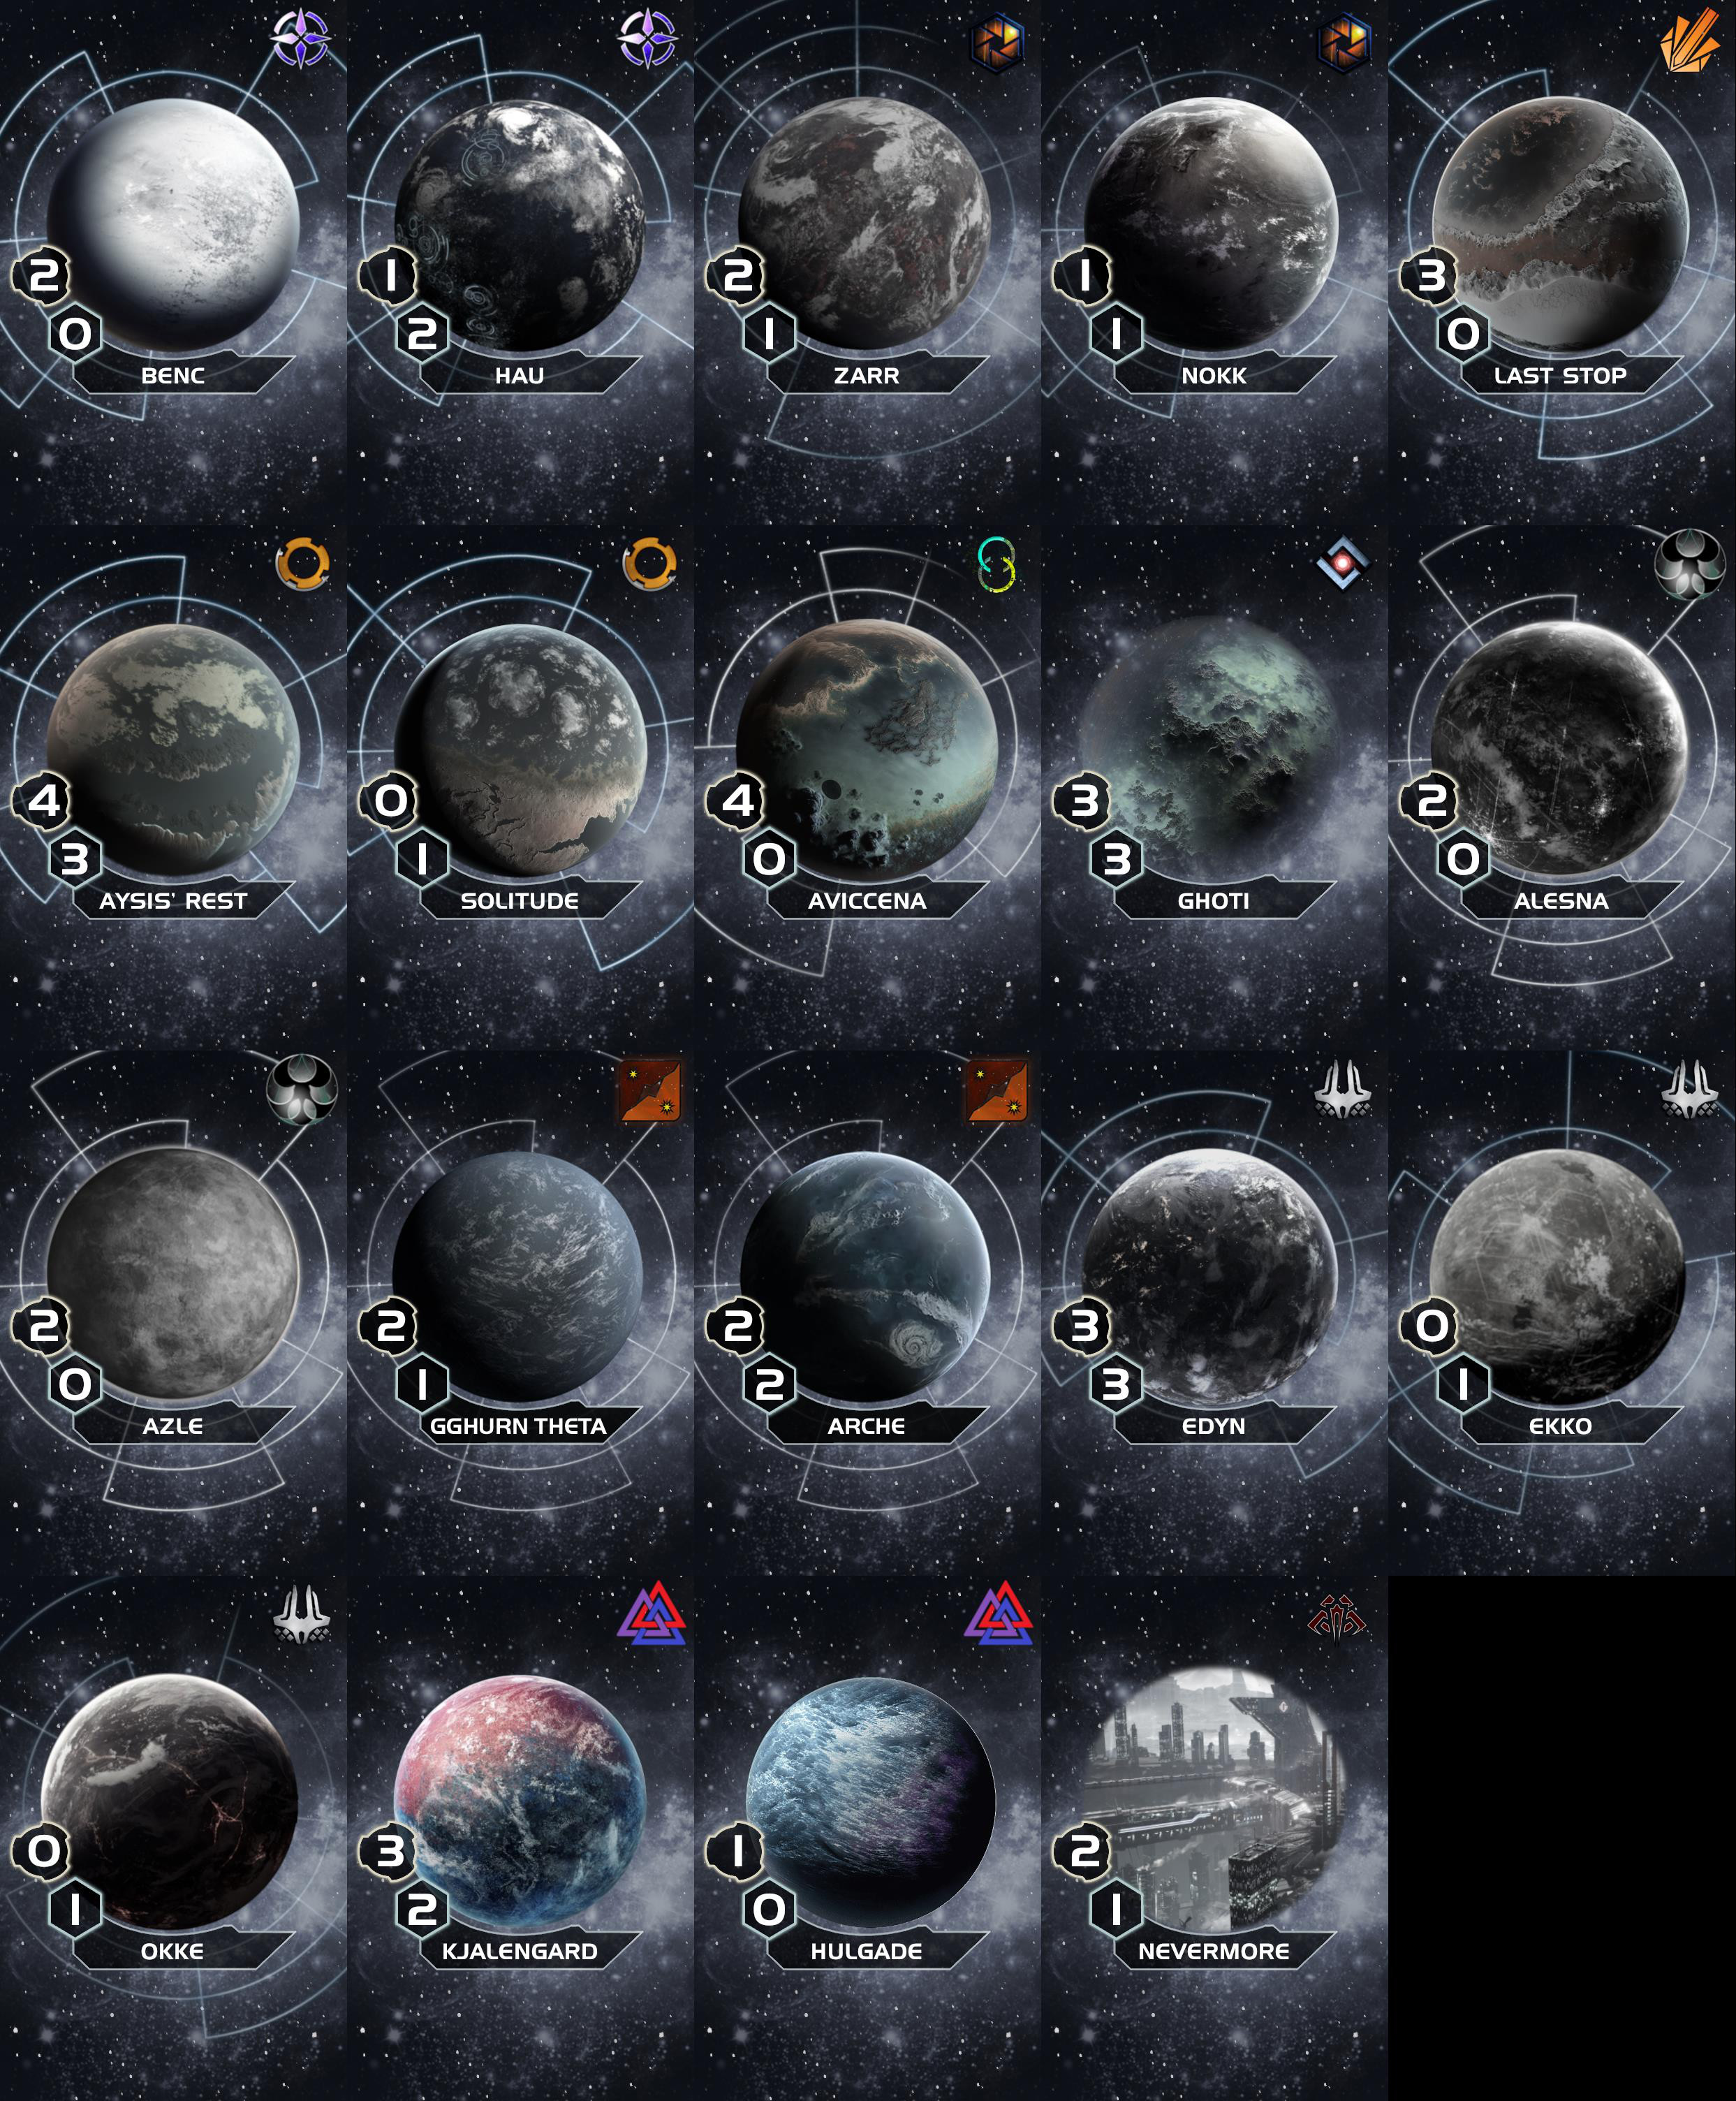 2
0
BENC
1
2
HAU
2
1
ZARR
1
1
NOKK
3
0
LAST STOP
4
3
AYSIS' REST
0
1
SOLITUDE
4
0
AVICCENA
3
3
GHOTI
2
0
ALESNA
2
0
AZLE
2
1
GGHURN THETA
2
2
ARCHE
3
3
EDYN
0
1
EKKO
0
1
OKKE
3
2
KJALENGARD
1
0
HULGADE
2
1
NEVERMORE